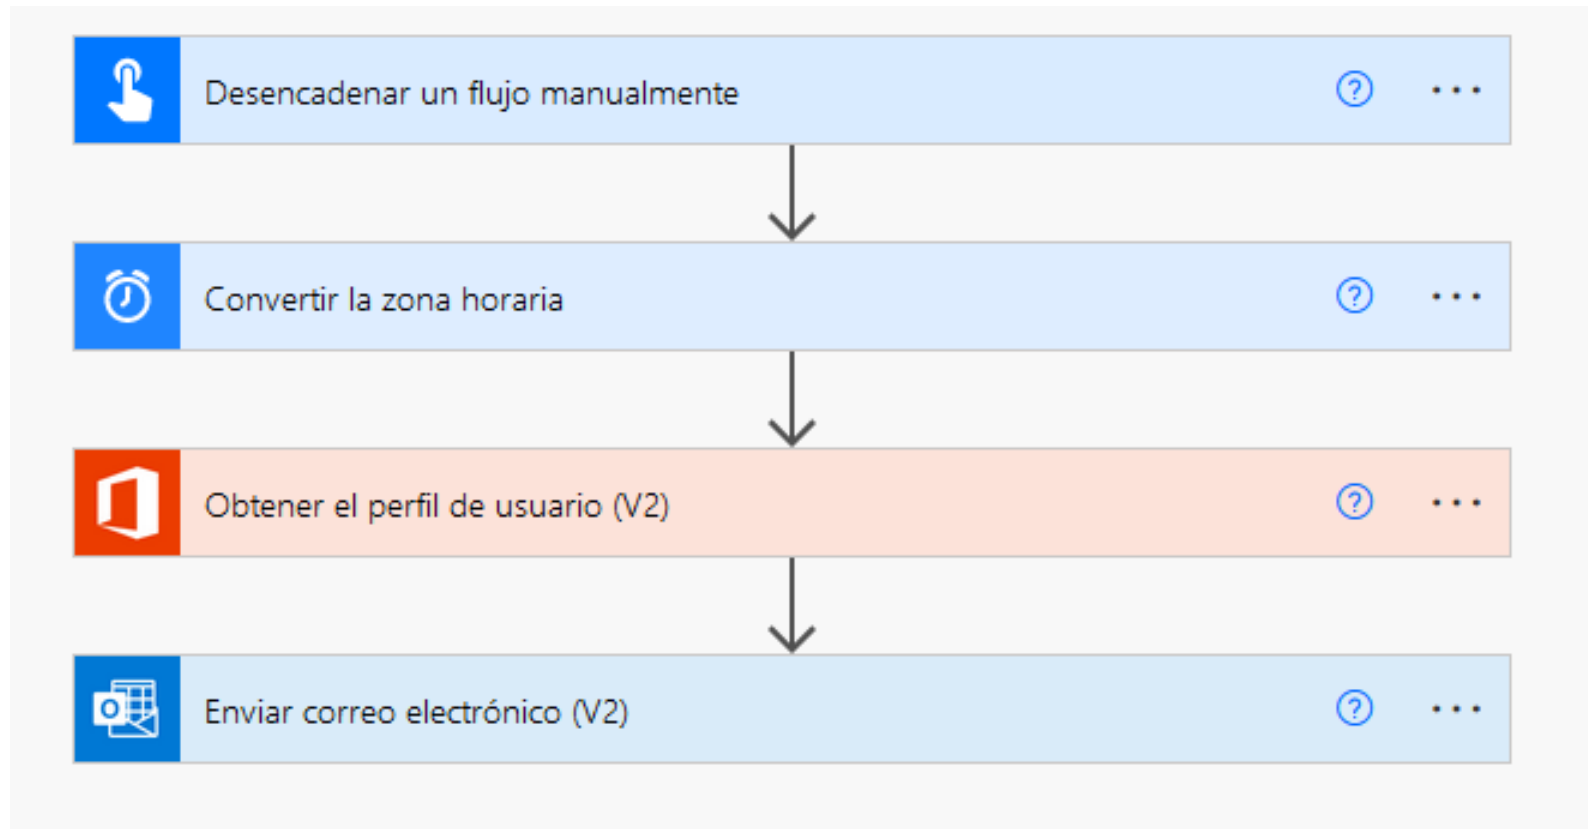 Desencadenar un flujo manualmente
Convertir la zona horaria
Obtener el perfil de usuario (V2)
Enviar correo electrónico (V2)